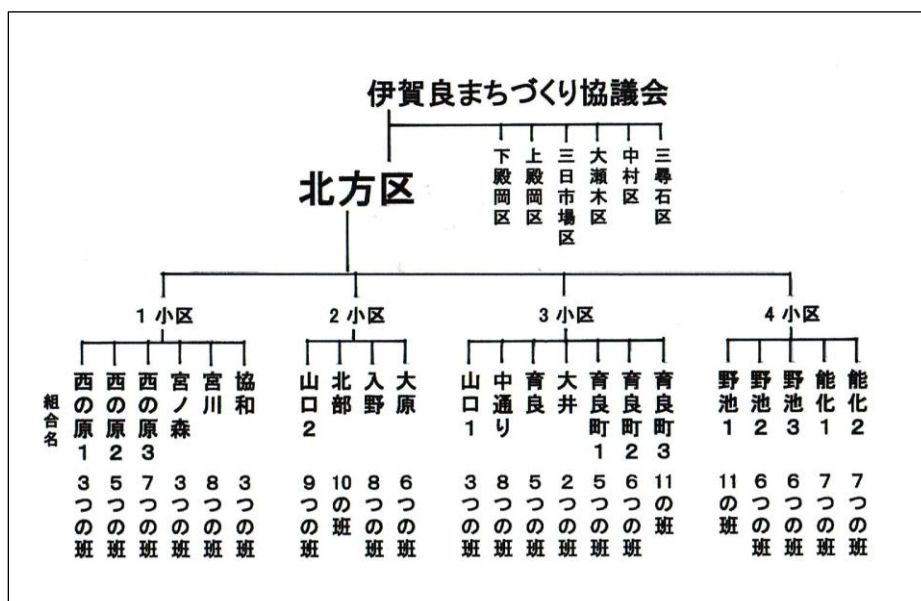 伊賀良まちづくり協議会
北方区
下殿岡区
上殿岡区
三日市場区
大瀬木区
中村区
三尋石区
1 小区
2 小区
3 小区
4 小区
組合名
西の原1
西の原2
西の原3
宮ノ森
宮川
協和
山口2
北部
入野
大原
山口1
中通り
育良
大井
育良町1
育良町2
育良町3
野池1
野池2
野池3
能化1
能化2
3つの班
5つの班
7つの班
3つの班
8つの班
3つの班
9つの班
10の班
8つの班
6つの班
3つの班
8つの班
5つの班
2つの班
5つの班
6つの班
11の班
11の班
6つの班
6つの班
7つの班
7つの班